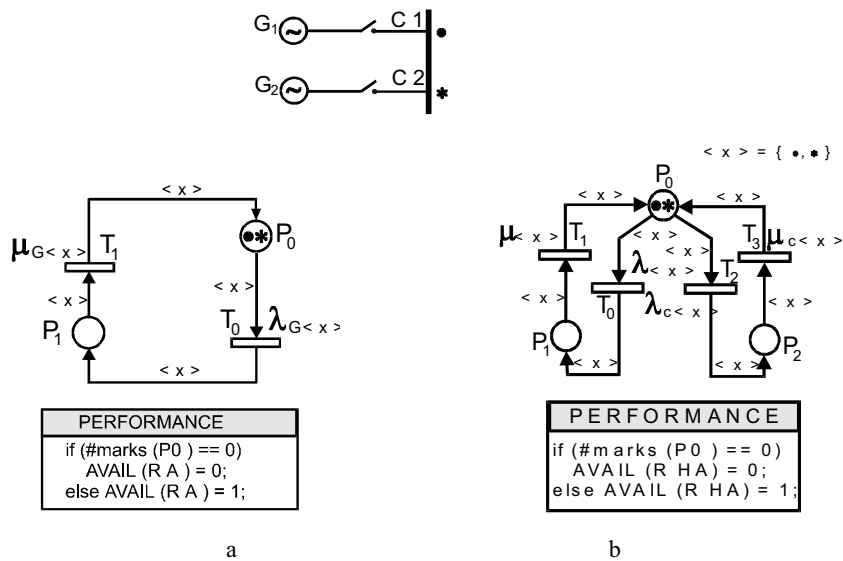 G1 C 1
G2 C 2
< x >
μG< x > T1
P0
< x >
< x >
P1
T0 λG< x >
< x >
PERFORMANCE
if (#marks (P0 ) == 0)
AVAIL (R A ) = 0;
else AVAIL (R A ) = 1;
a
< x > = { •, * }
P0
< x >
< x >
μ< x > T1
< x >
< x >
T3 μc< x >
λ< x >
T2
< x >
T0 λc< x >
< x >
P1
P2
< x >
< x >
PERFORMANCE
if (#marks (P0 ) == 0)
AVAIL (R HA) = 0;
else AVAIL (R HA) = 1;
b